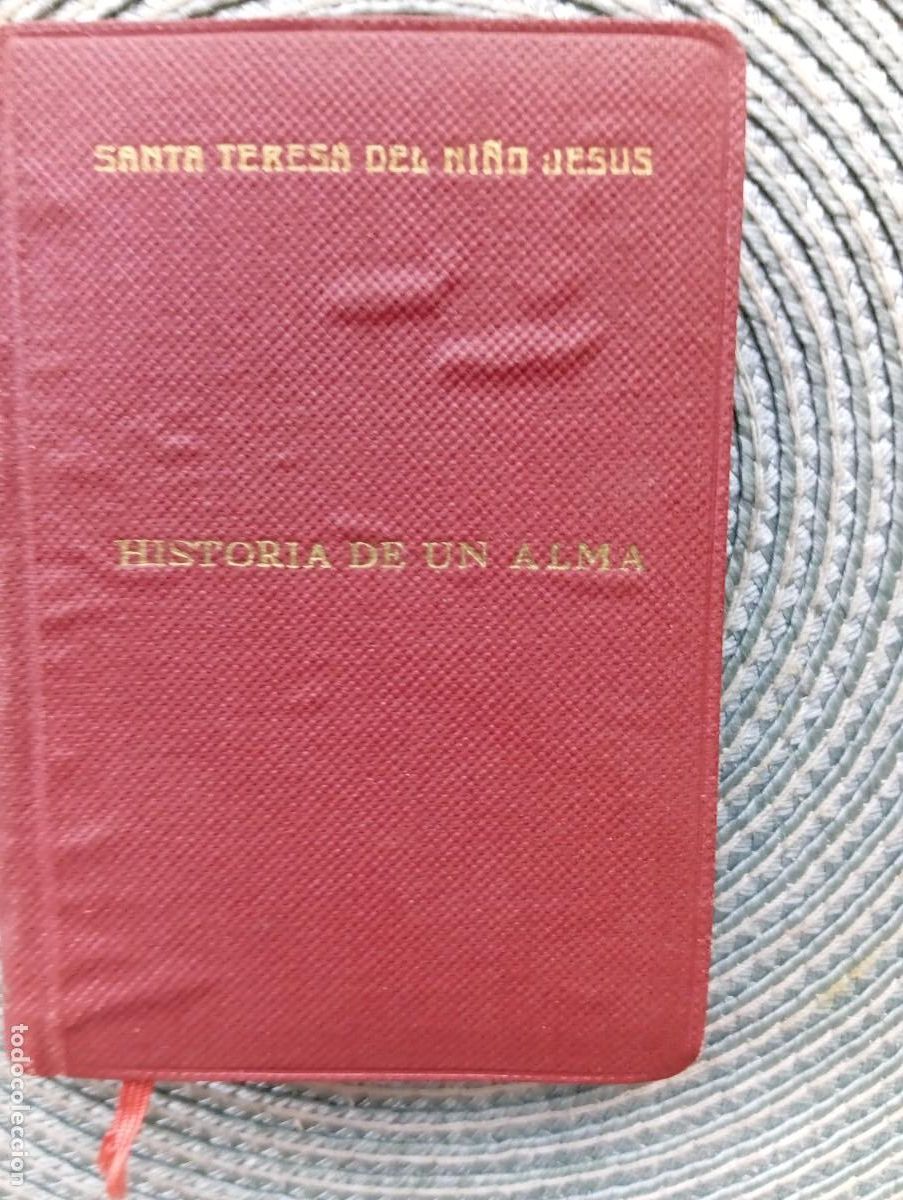 SANTA TERESA DEL NIÑO JESUS
HISTORIA DE UN ALMA
todocoleccion